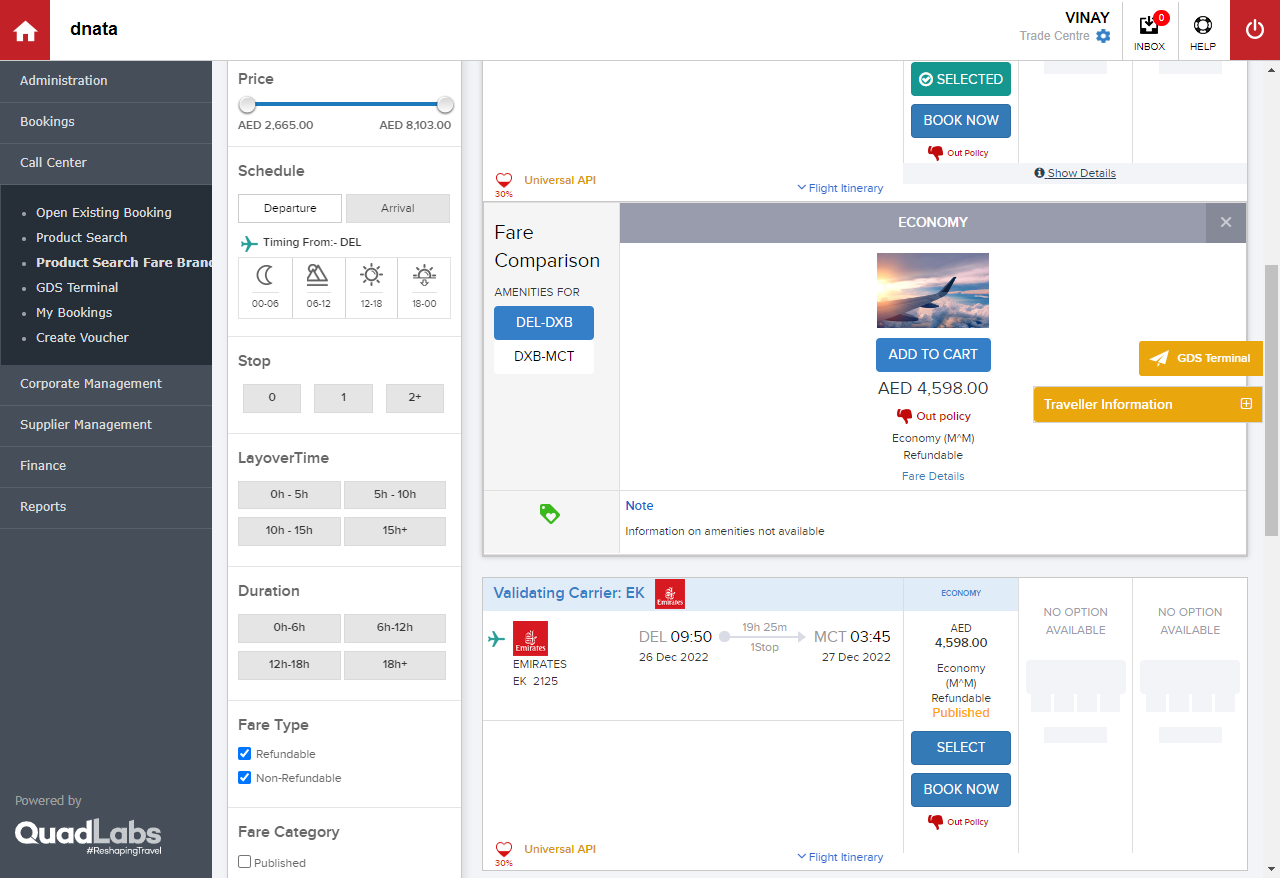 dnata
VINAY
Trade Centre
0
INBOX
HELP
Administration
Bookings
Call Center
Open Existing Booking
Product Search
Product Search Fare Bran
GDS Terminal
My Bookings
Create Voucher
Corporate Management
Supplier Management
Finance
Reports
Powered by
QuadLabs
#ReshapingTravel
Price
AED 2,665.00 AED 8,103.00
Schedule
Departure Arrival
Timing From:- DEL
00-06 06-12 12-18 18-00
Stop
0 1 2+
LayoverTime
0h - 5h 5h - 10h
10h - 15h 15h+
Duration
0h-6h 6h-12h
12h-18h 18h+
Fare Type
Refundable
Non-Refundable
Fare Category
Published
SELECTED
BOOK NOW
Out Policy
30%
Universal API
Flight Itinerary
Show Details
Fare
Comparison
AMENITIES FOR
DEL-DXB
DXB-MCT
ECONOMY
ADD TO CART
AED 4,598.00
Out policy
Economy (M^M)
Refundable
Fare Details
Note
Information on amenities not available
GDS Terminal
Traveller Information
Validating Carrier: EK
Emirates
ECONOMY
Emirates
EMIRATES
EK 2125
DEL 09:50
26 Dec 2022
19h 25m
1Stop
MCT 03:45
27 Dec 2022
AED
4,598.00
Economy
(M^M)
Refundable
Published
SELECT
BOOK NOW
Out Policy
NO OPTION
AVAILABLE
NO OPTION
AVAILABLE
30%
Universal API
Flight Itinerary